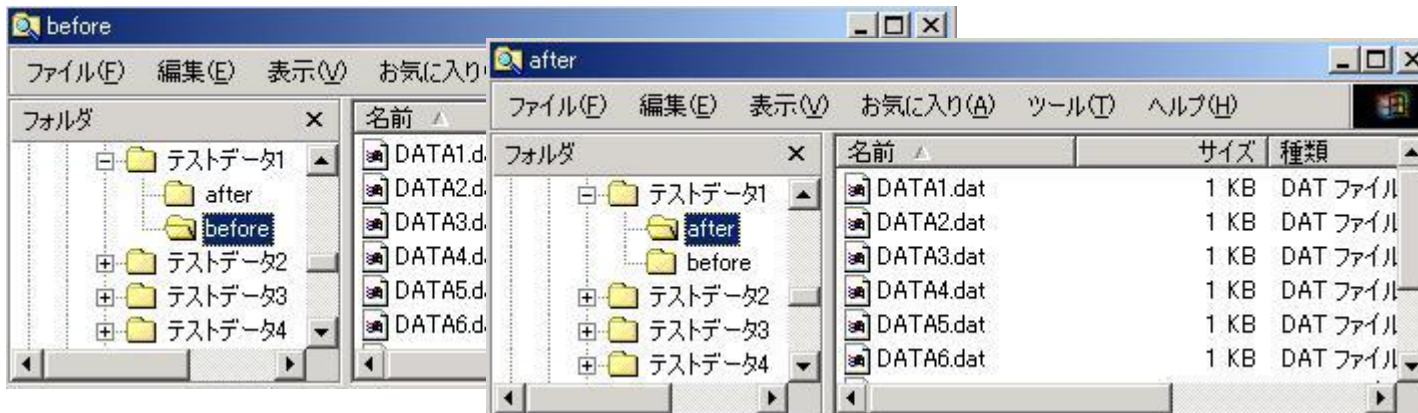 before
ファイル(F) 編集(E) 表示(V) お気に入り
フォルダ
名前
テストデータ1
after
before
テストデータ2
テストデータ3
テストデータ4
DATA1.d
DATA2.d
DATA3.d
DATA4.d
DATA5.d
DATA6.d
after
ファイル(F) 編集(E) 表示(V) お気に入り(A) ツール(T) ヘルプ(H)
フォルダ
名前 サイズ 種類
テストデータ1
after
before
テストデータ2
テストデータ3
テストデータ4
DATA1.dat 1 KB DAT ファイル
DATA2.dat 1 KB DAT ファイル
DATA3.dat 1 KB DAT ファイル
DATA4.dat 1 KB DAT ファイル
DATA5.dat 1 KB DAT ファイル
DATA6.dat 1 KB DAT ファイル